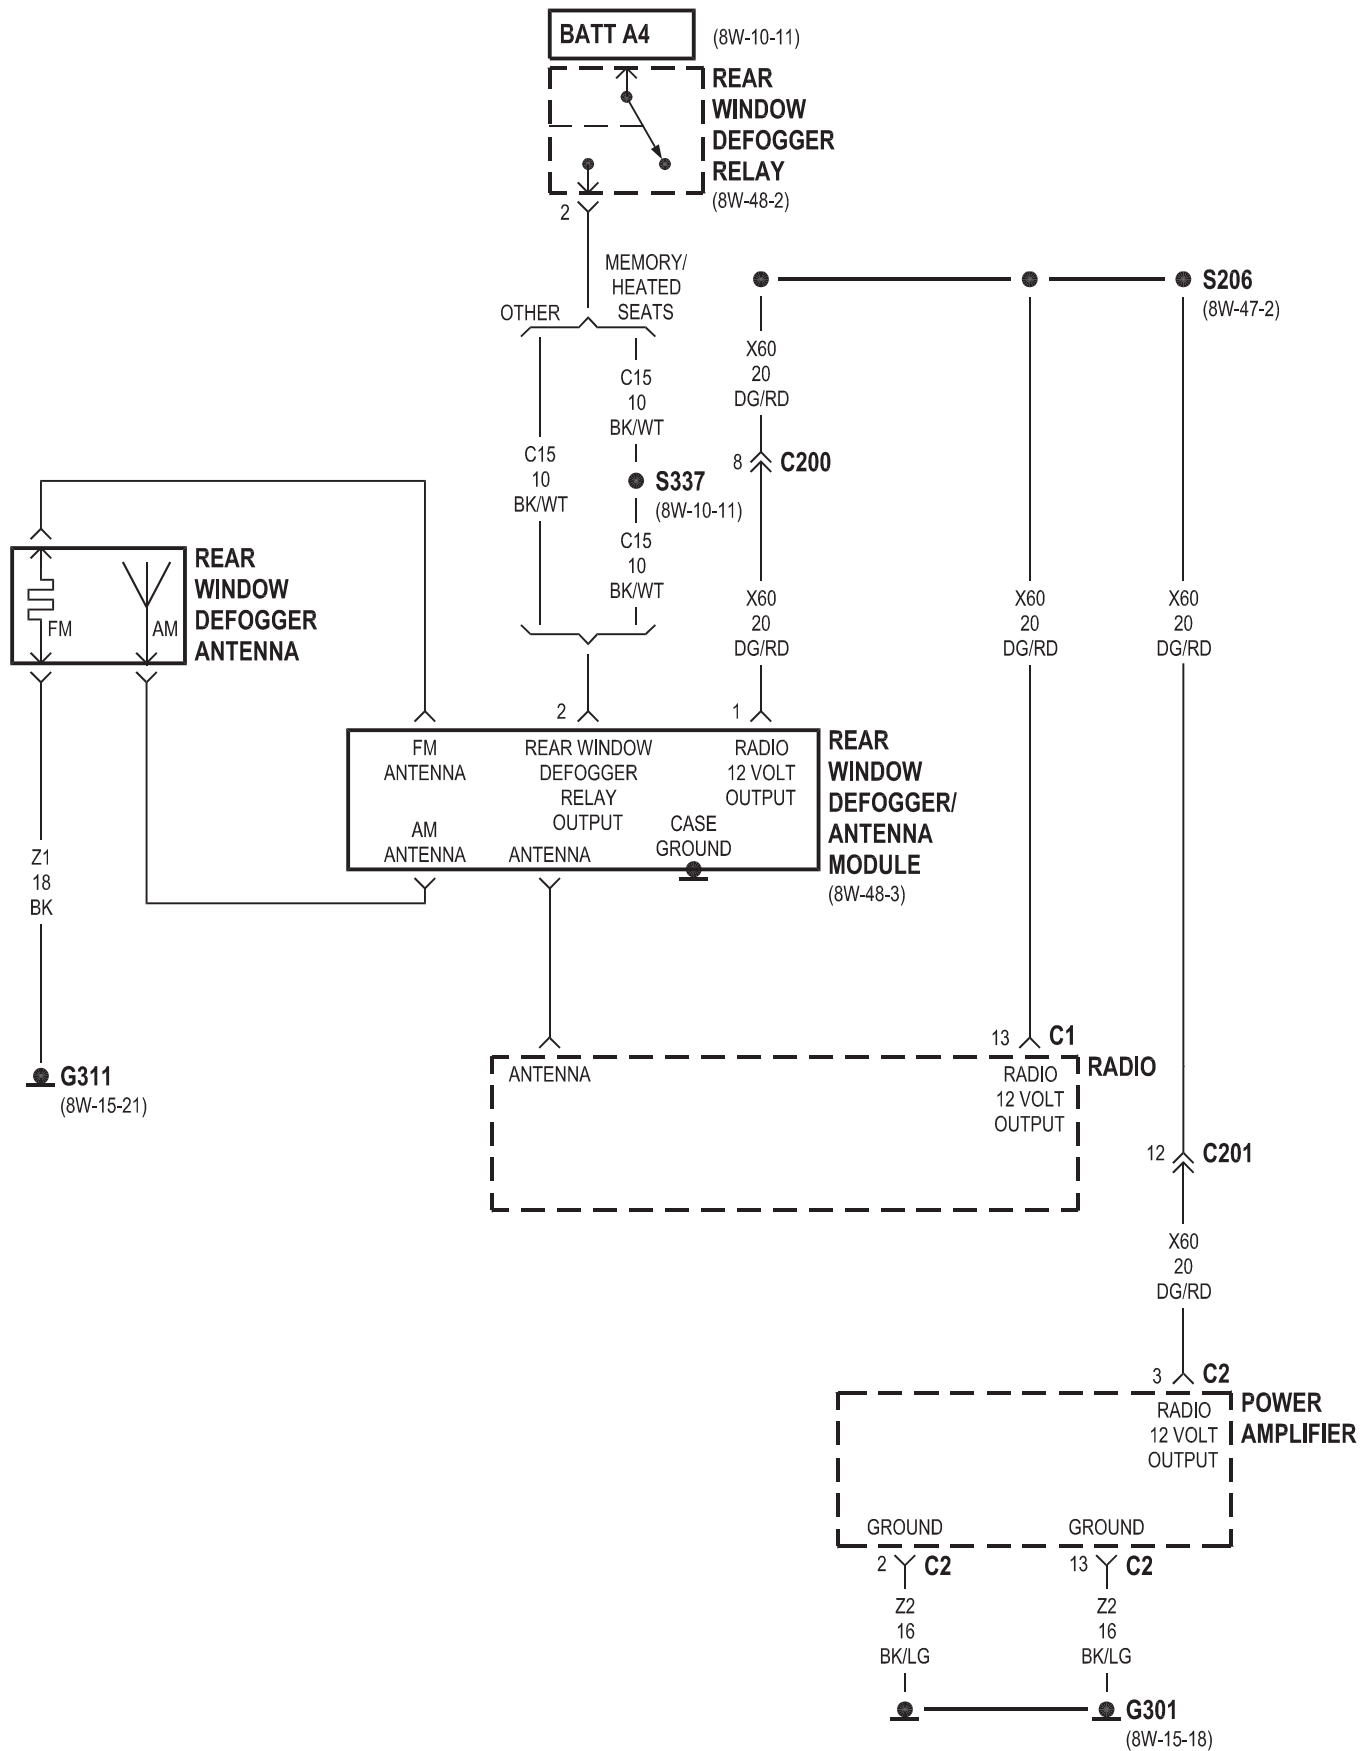 BATT A4
(8W-10-11)
REAR
WINDOW
DEFOGGER
RELAY
(8W-48-2)
2
OTHER
MEMORY/
HEATED
SEATS
S206
(8W-47-2)
X60
20
DG/RD
C15
10
BK/WT
8
C200
C15
10
BK/WT
S337
(8W-10-11)
C15
10
BK/WT
FM
AM
REAR
WINDOW
DEFOGGER
ANTENNA
X60
20
DG/RD
X60
20
DG/RD
X60
20
DG/RD
2
1
FM
ANTENNA
REAR WINDOW
DEFOGGER
RELAY
OUTPUT
RADIO
12 VOLT
OUTPUT
AM
ANTENNA
ANTENNA
CASE
GROUND
REAR
WINDOW
DEFOGGER/
ANTENNA
MODULE
(8W-48-3)
Z1
18
BK
G311
(8W-15-21)
13
C1
ANTENNA
RADIO
12 VOLT
OUTPUT
RADIO
12
C201
X60
20
DG/RD
3
C2
RADIO
12 VOLT
OUTPUT
POWER
AMPLIFIER
GROUND
GROUND
2
C2
13
C2
Z2
16
BK/LG
Z2
16
BK/LG
G301
(8W-15-18)